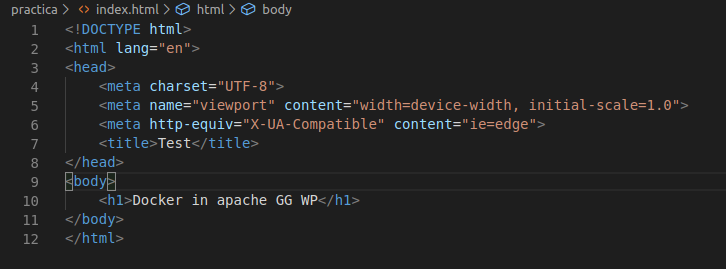 practica > index.html > html > body
1 <!DOCTYPE html>
2 <html lang="en">
3 <head>
4     <meta charset="UTF-8">
5     <meta name="viewport" content="width=device-width, initial-scale=1.0">
6     <meta http-equiv="X-UA-Compatible" content="ie=edge">
7     <title>Test</title>
8 </head>
9 <body>
10     <h1>Docker in apache GG WP</h1>
11 </body>
12 </html>